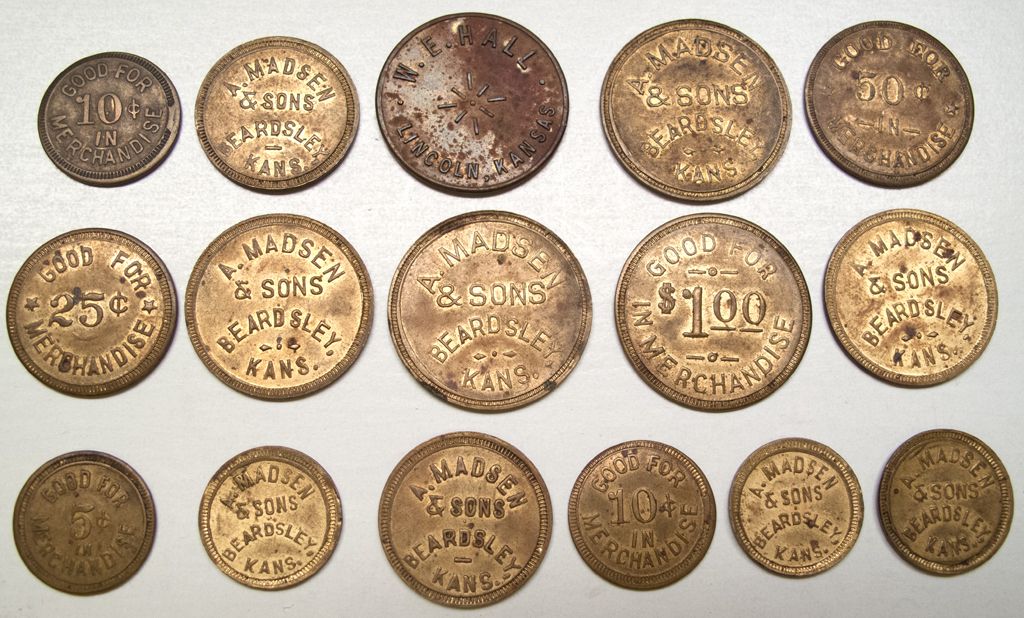 GOOD FOR
10¢
IN
MERCHANDISE
A. MADSEN
& SONS
BEARDSLEY
KANS.
W. E. HALL.
LINCOLN, KANSAS
A. MADSEN
& SONS
BEARDSLEY
KANS.
GOOD FOR
50¢
IN
MERCHANDISE
GOOD FOR
25¢
MERCHANDISE
A. MADSEN
& SONS
BEARDSLEY,
KANS.
A. MADSEN
& SONS
BEARDSLEY
KANS.
GOOD FOR
$1.00
IN MERCHANDISE
A. MADSEN
& SONS
BEARDSLEY
KANS.
GOOD FOR
5¢
IN
MERCHANDISE
A. MADSEN
& SONS
BEARDSLEY,
KANS.
A. MADSEN
& SONS
BEARDSLEY
KANS.
GOOD FOR
10¢
IN
MERCHANDISE
A. MADSEN
& SONS
BEARDSLEY
KANS.
A. MADSEN
& SONS
BEARDSLEY
KANS.